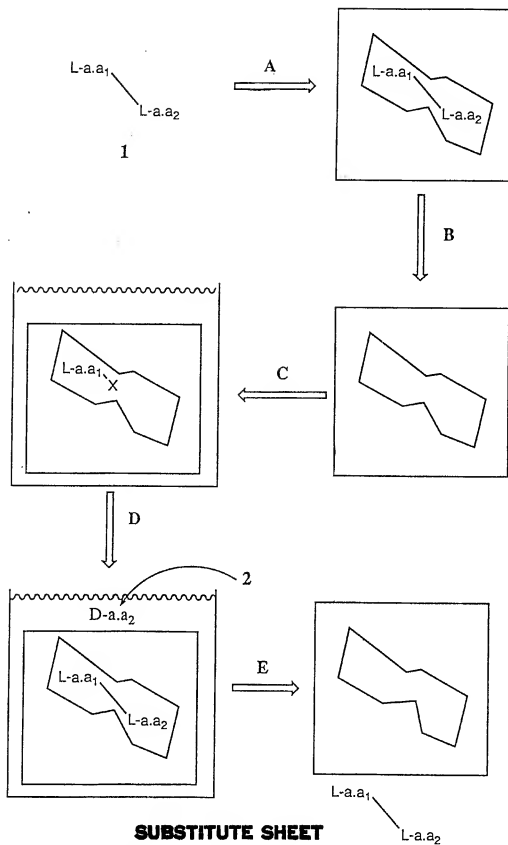 L-a.a₁
L-a.a₂
1
A
L-a.a₁
L-a.a₂
B
L-a.a₁
X
C
D
2
D-a.a₂
L-a.a₁
L-a.a₂
E
L-a.a₁
L-a.a₂
SUBSTITUTE SHEET